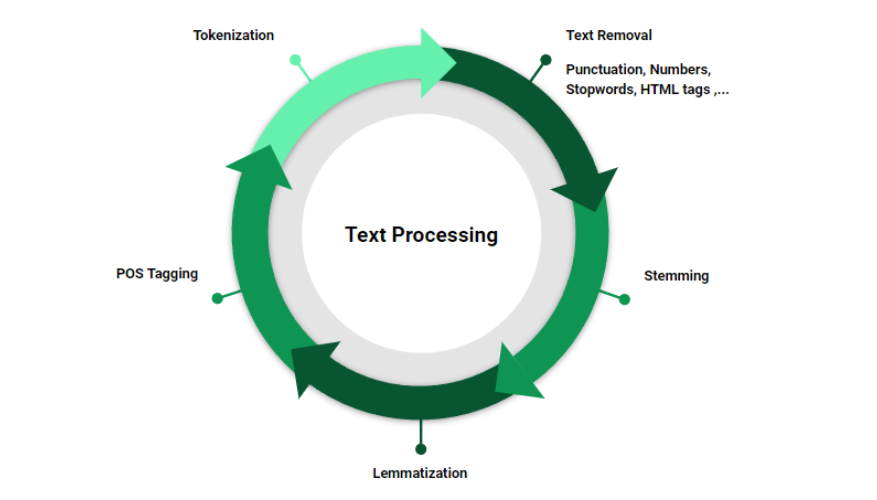 Tokenization
Text Removal
Punctuation, Numbers,
Stopwords, HTML tags ,...
Text Processing
POS Tagging
Stemming
Lemmatization